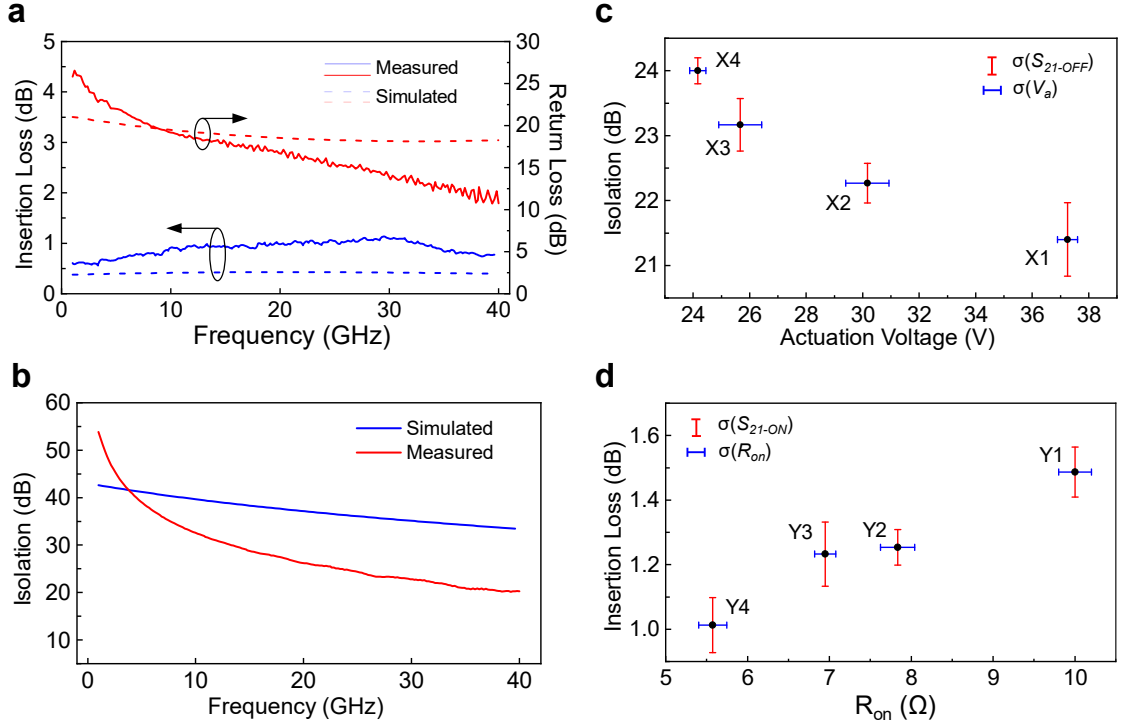 a
5
4
3
2
1
0
Insertion Loss (dB)
30
25
20
15
10
5
0
Return Loss (dB)
Measured
Simulated
0 10 20 30 40
Frequency (GHz)
b
60
50
40
30
20
10
Isolation (dB)
Simulated
Measured
0 10 20 30 40
Frequency (GHz)
c
24
23
22
21
Isolation (dB)
X4
X3
X2
X1
σ(S21-OFF)
σ(Va)
24 26 28 30 32 34 36 38
Actuation Voltage (V)
d
1.6
1.4
1.2
1.0
Insertion Loss (dB)
σ(S21-ON)
σ(Ron)
Y1
Y3
Y2
Y4
5 6 7 8 9 10
Ron (Ω)